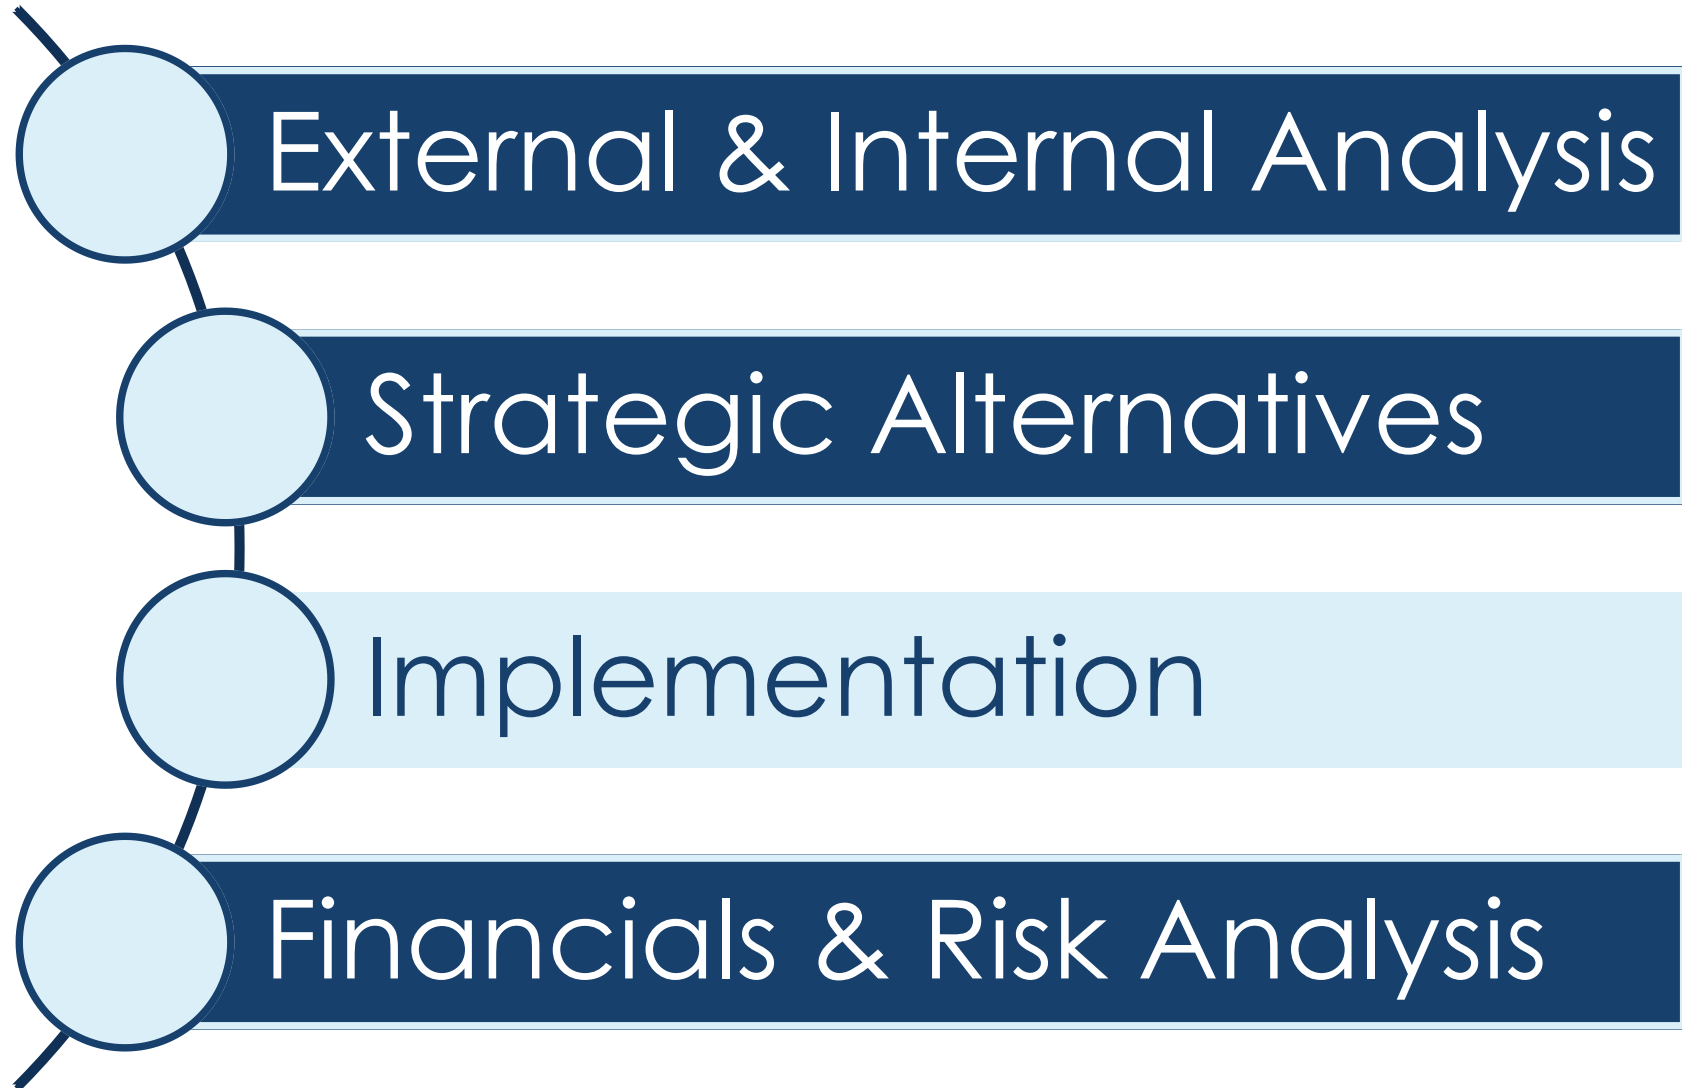 External & Internal Analysis
Strategic Alternatives
Implementation
Financials & Risk Analysis